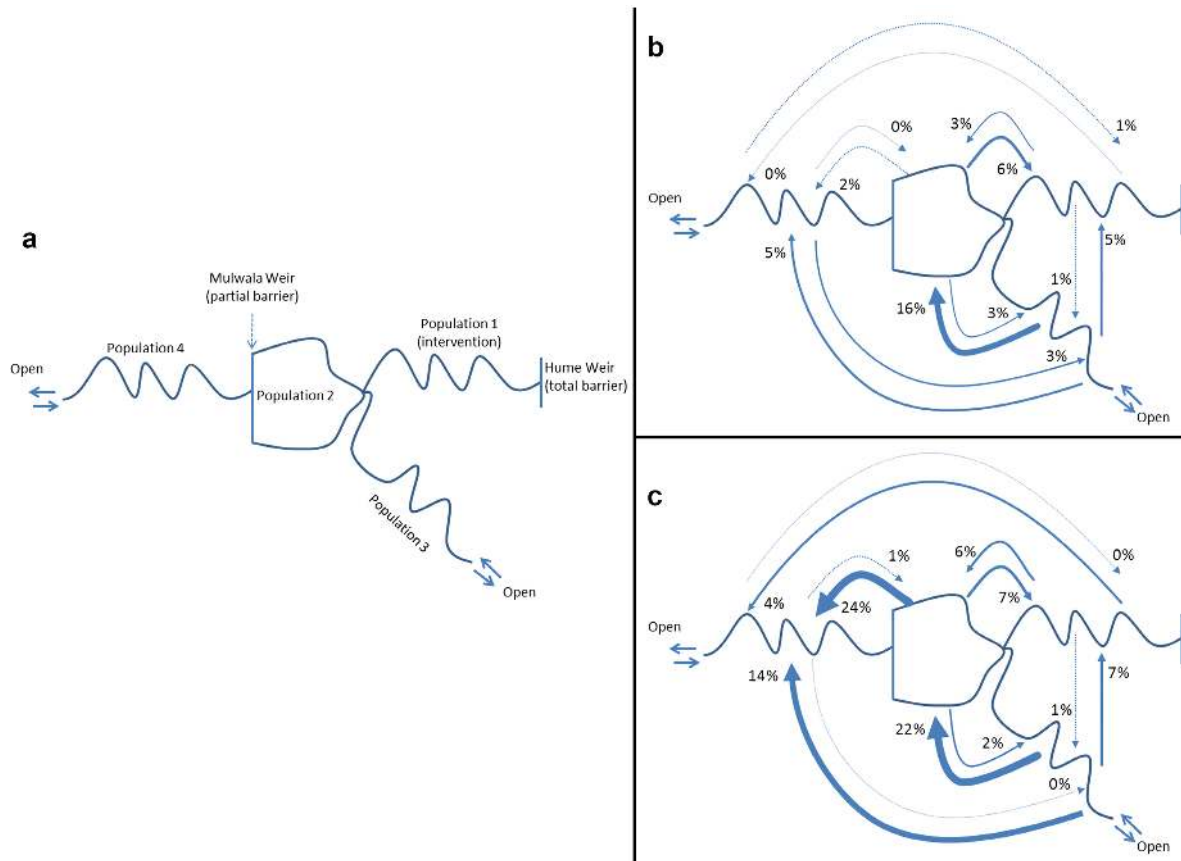 a
Mulwala Weir
(partial barrier)
Population 1
(intervention)
Population 4
Open
Population 2
Hume Weir
(total barrier)
Population 3
Open
b
0%
3%
1%
0%
2%
6%
Open
5%
5%
1%
16%
3%
3%
Open
c
1%
6%
0%
4%
24%
7%
Open
14%
7%
1%
22%
2%
0%
Open